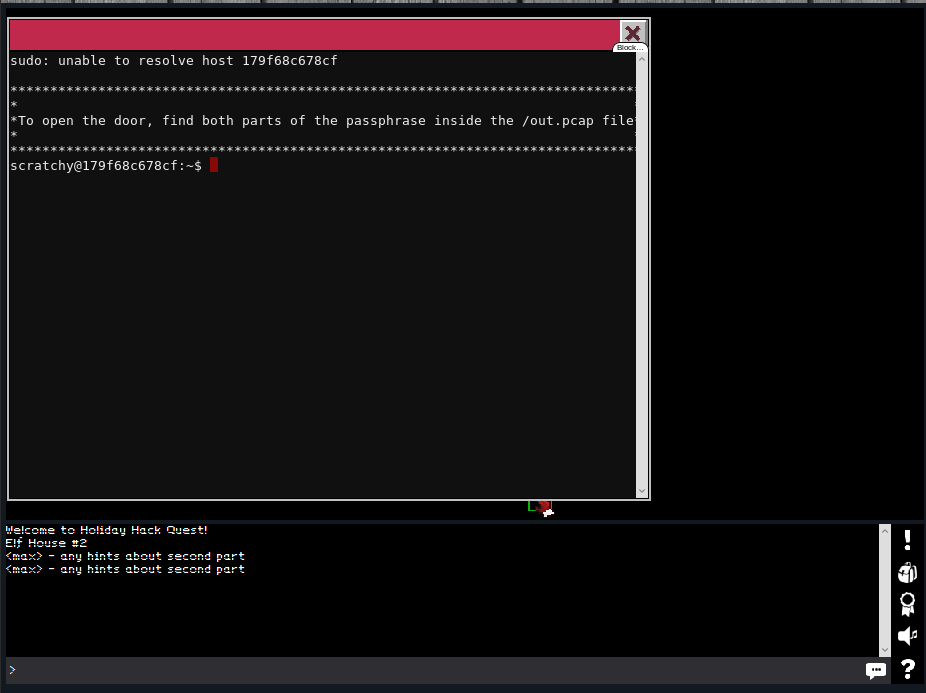 Block...
sudo: unable to resolve host 179f68c678cf
*******************************************************************************
*
*To open the door, find both parts of the passphrase inside the /out.pcap file*
*
*******************************************************************************
scratchy@179f68c678cf:~$
Welcome to Holiday Hack Quest!
Elf House #2
<max> - any hints about second part
<max> - any hints about second part
>